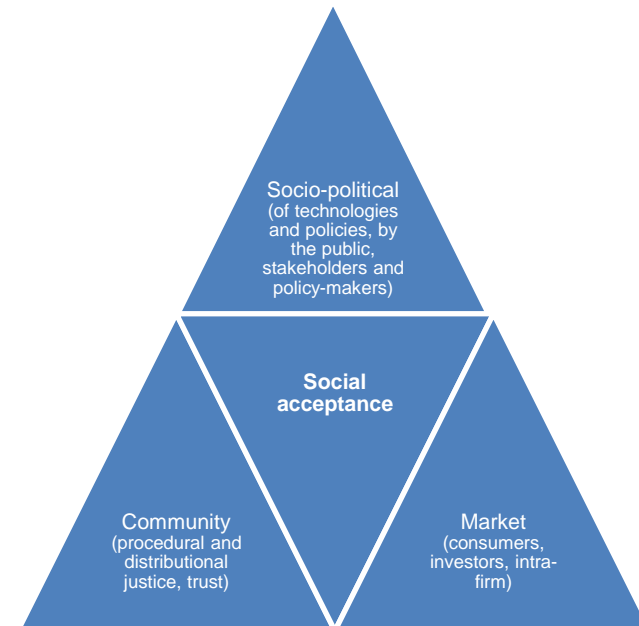 Socio-political
(of technologies
and policies, by
the public,
stakeholders and
policy-makers)
Social
acceptance
Community
(procedural and
distributional
justice, trust)
Market
(consumers,
investors, intra-
firm)